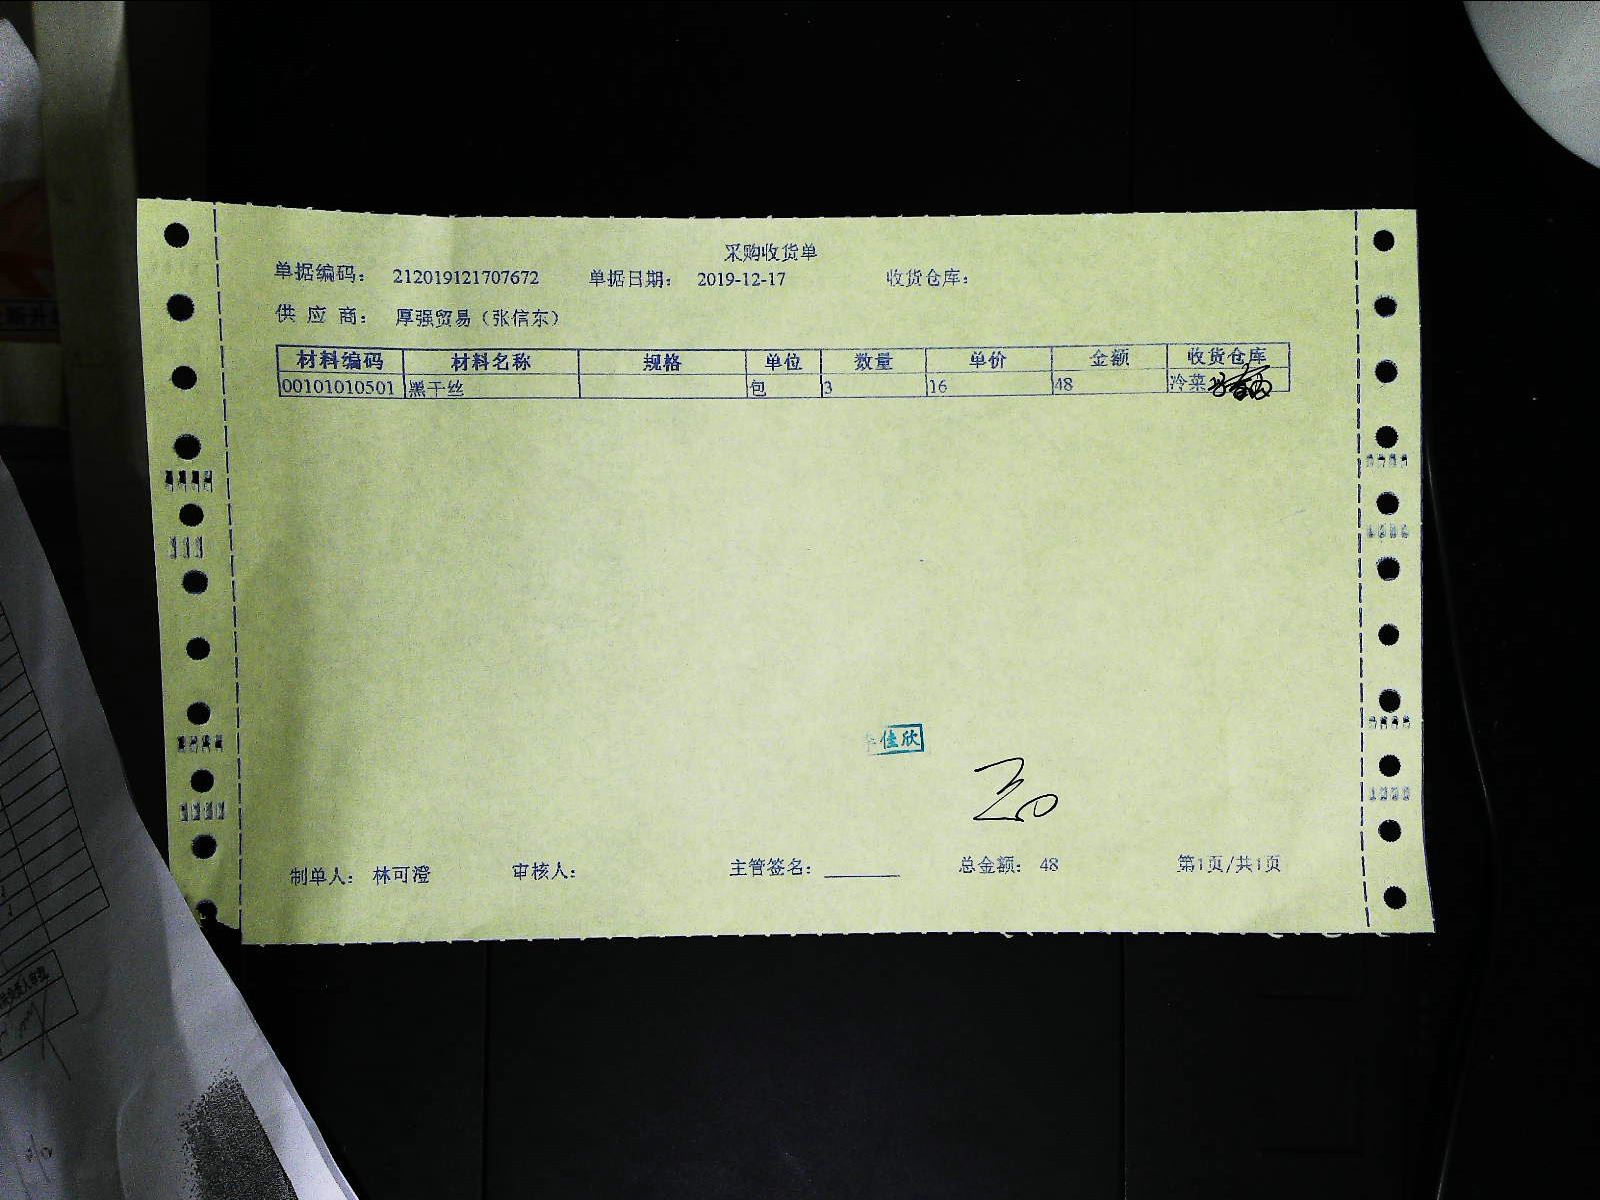 采购收货单
单据编码： 212019121707672 单据日期： 2019-12-17 收货仓库：
供 应 商： 厚强贸易（张信东）
材料编码 材料名称 规格 单位 数量 单价 金额 收货仓库
00101010501 黑干丝 包 3 16 48 冷菜
佳欣
制单人： 林可澄 审核人： 主管签名： 总金额： 48 第1页/共1页